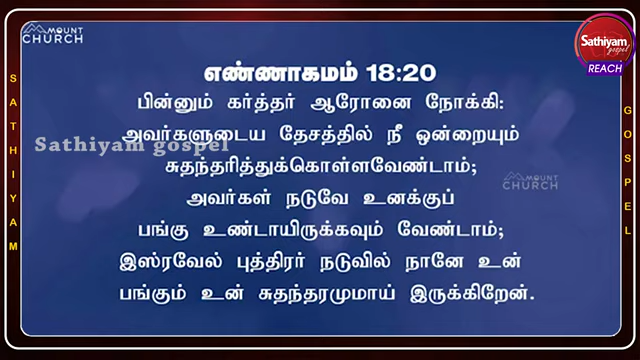 MOUNT
CHURCH
Sathiyam
gospel
REACH
எண்ணாகமம் 18:20
பின்னும் கர்த்தர் ஆரோனை நோக்கி:
அவர்களுடைய தேசத்தில் நீ ஒன்றையும்
Sathiyam gospel
சுதந்தரித்துக்கொள்ளவேண்டாம்;
MOUNT
CHURCH
அவர்கள் நடுவே உனக்குப்
பங்கு உண்டாயிருக்கவும் வேண்டாம்;
இஸ்ரவேல் புத்திரர் நடுவில் நானே உன்
பங்கும் உன் சுதந்தரமுமாய் இருக்கிறேன்.
SATHIYAM
GOSPEL